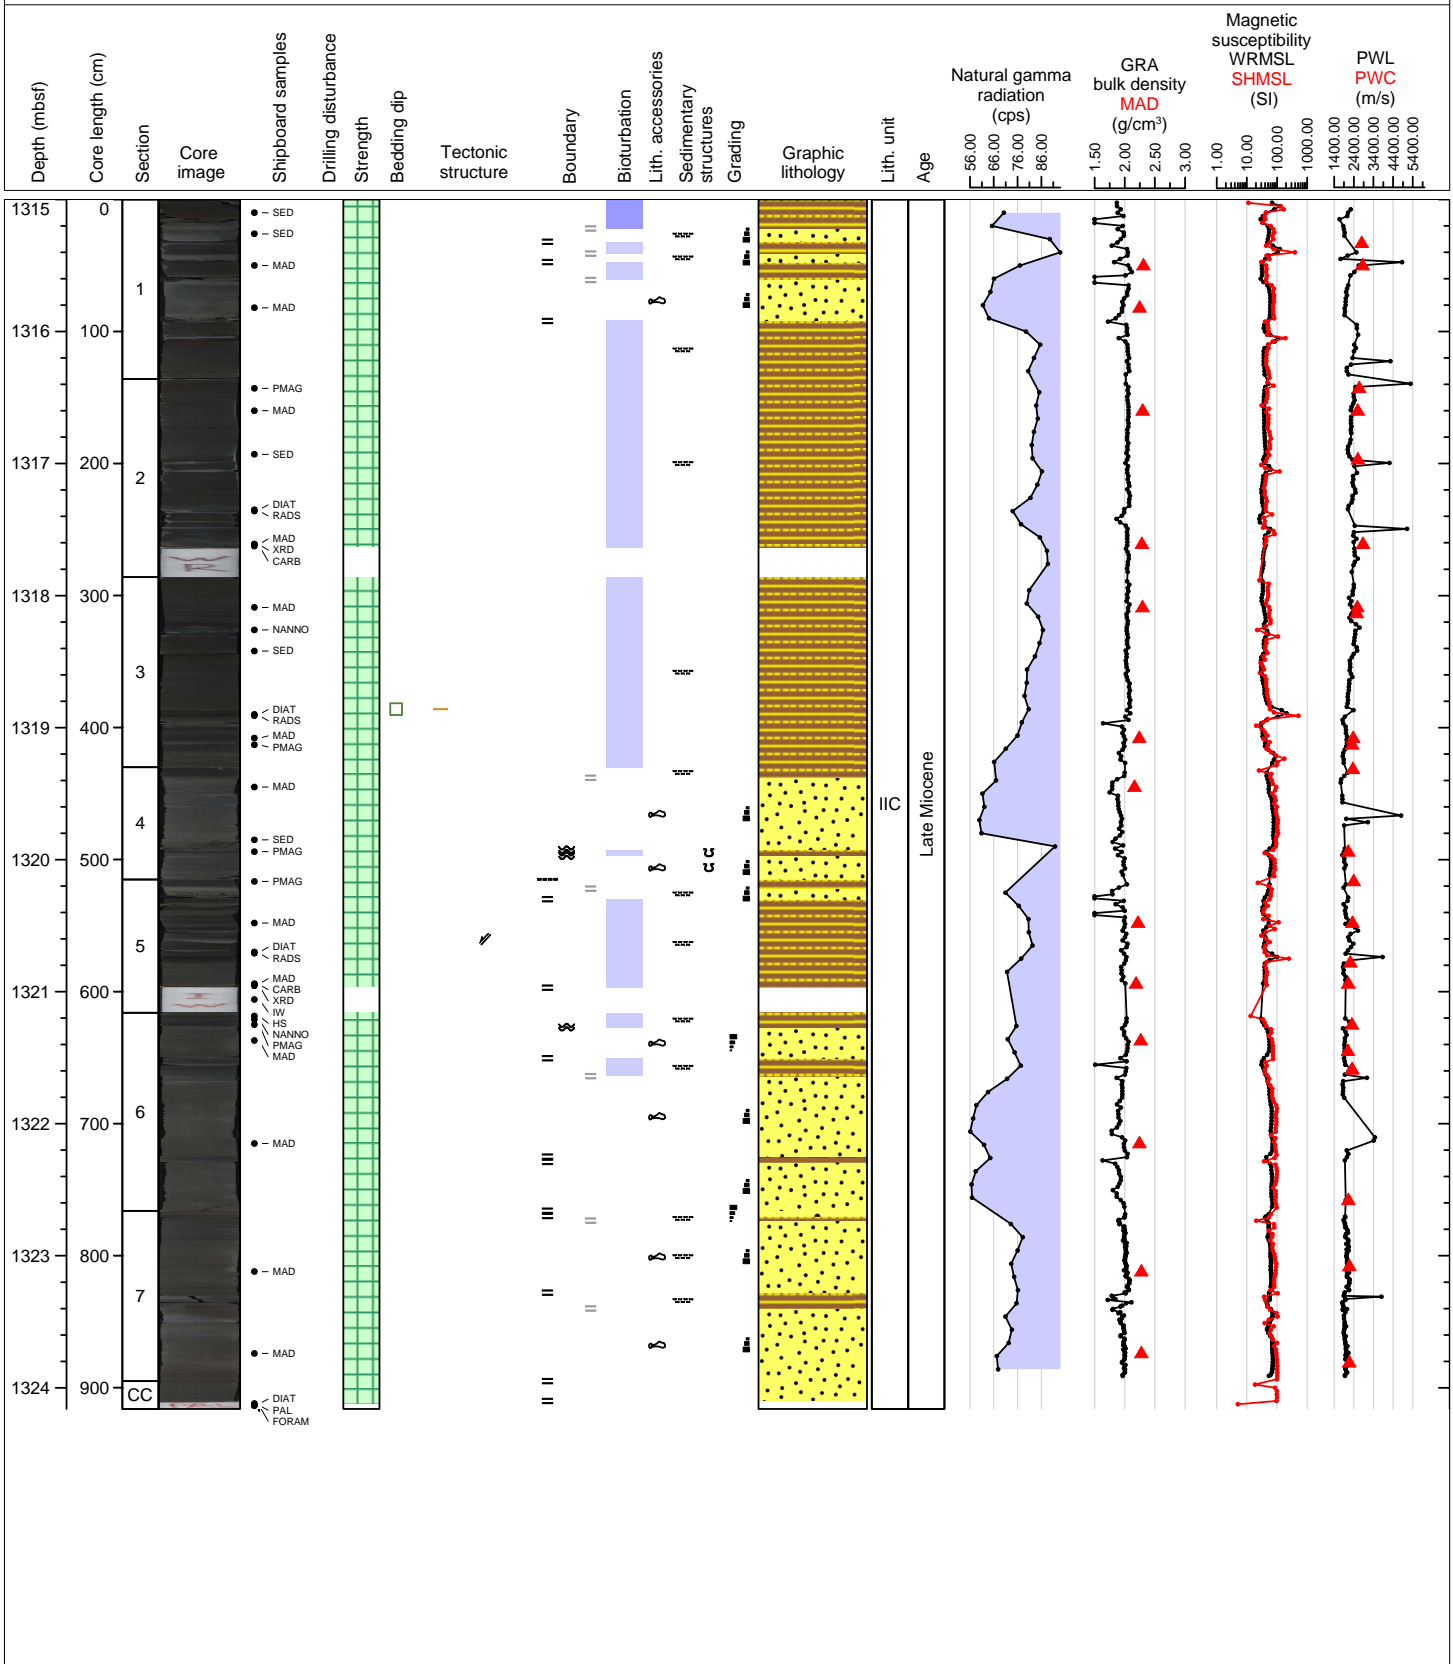 Depth (mbsf)
Core length (cm)
Section
Core
image
Shipboard samples
Drilling disturbance
Strength
Bedding dip
Tectonic
structure
Boundary
Bioturbation
Lith. accessories
Sedimentary
structures
Grading
Graphic
lithology
Lith. unit
Age
Natural gamma
radiation
(cps)
56.00 66.00 76.00 86.00
GRA
bulk density
MAD
(g/cm³)
1.50 2.00 2.50 3.00
Magnetic
susceptibility
WRMSL
SHMSL
(SI)
1.00 10.00 100.00 1000.00
PWL
PWC
(m/s)
1400.00 2400.00 3400.00 4400.00 5400.00
1315
1316
1317
1318
1319
1320
1321
1322
1323
1324
0
100
200
300
400
500
600
700
800
900
1
2
3
4
5
6
7
CC
SED
SED
MAD
MAD
PMAG
MAD
SED
DIAT
RADS
MAD
XRD
CARB
MAD
NANNO
SED
DIAT
RADS
MAD
PMAG
MAD
SED
PMAG
PMAG
MAD
DIAT
RADS
MAD
CARB
XRD
IW
HS
NANNO
PMAG
MAD
MAD
MAD
MAD
DIAT
PAL
FORAM
IIC
Late Miocene